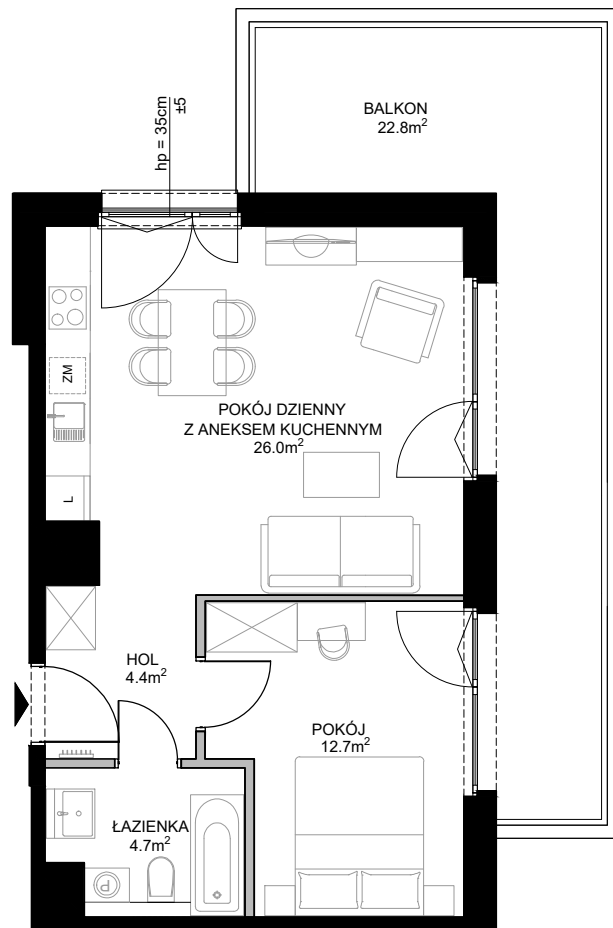 BALKON
22.8m²
hp = 35cm
±5
ZM
POKÓJ DZIENNY
Z ANEKSEM KUCHENNYM
26.0m²
L
HOL
4.4m²
POKÓJ
12.7m²
ŁAZIENKA
4.7m²
P